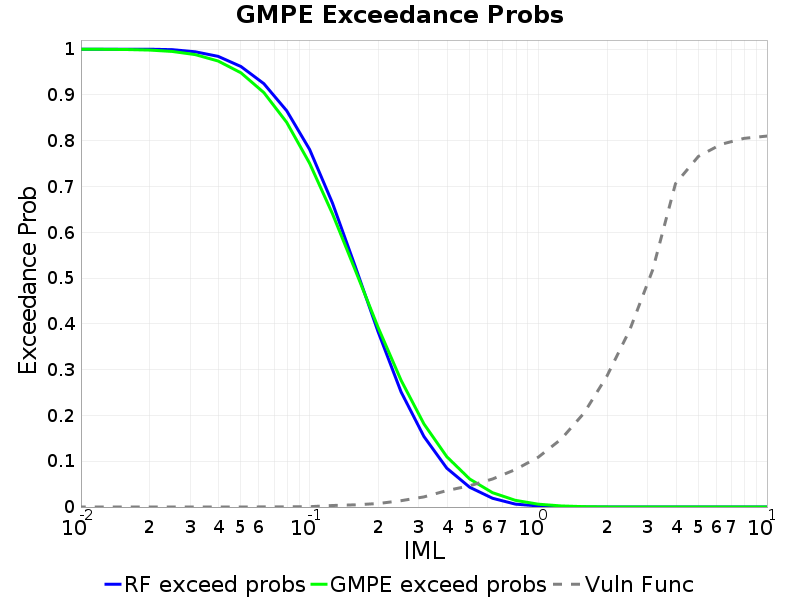 GMPE Exceedance Probs
Exceedance Prob
1
0.9
0.8
0.7
0.6
0.5
0.4
0.3
0.2
0.1
0
10^-2 2 3 4 5 6 10^-1 2 3 4 5 6 7 10^0 2 3 4 5 6 7 10^1
IML
RF exceed probs GMPE exceed probs Vuln Func